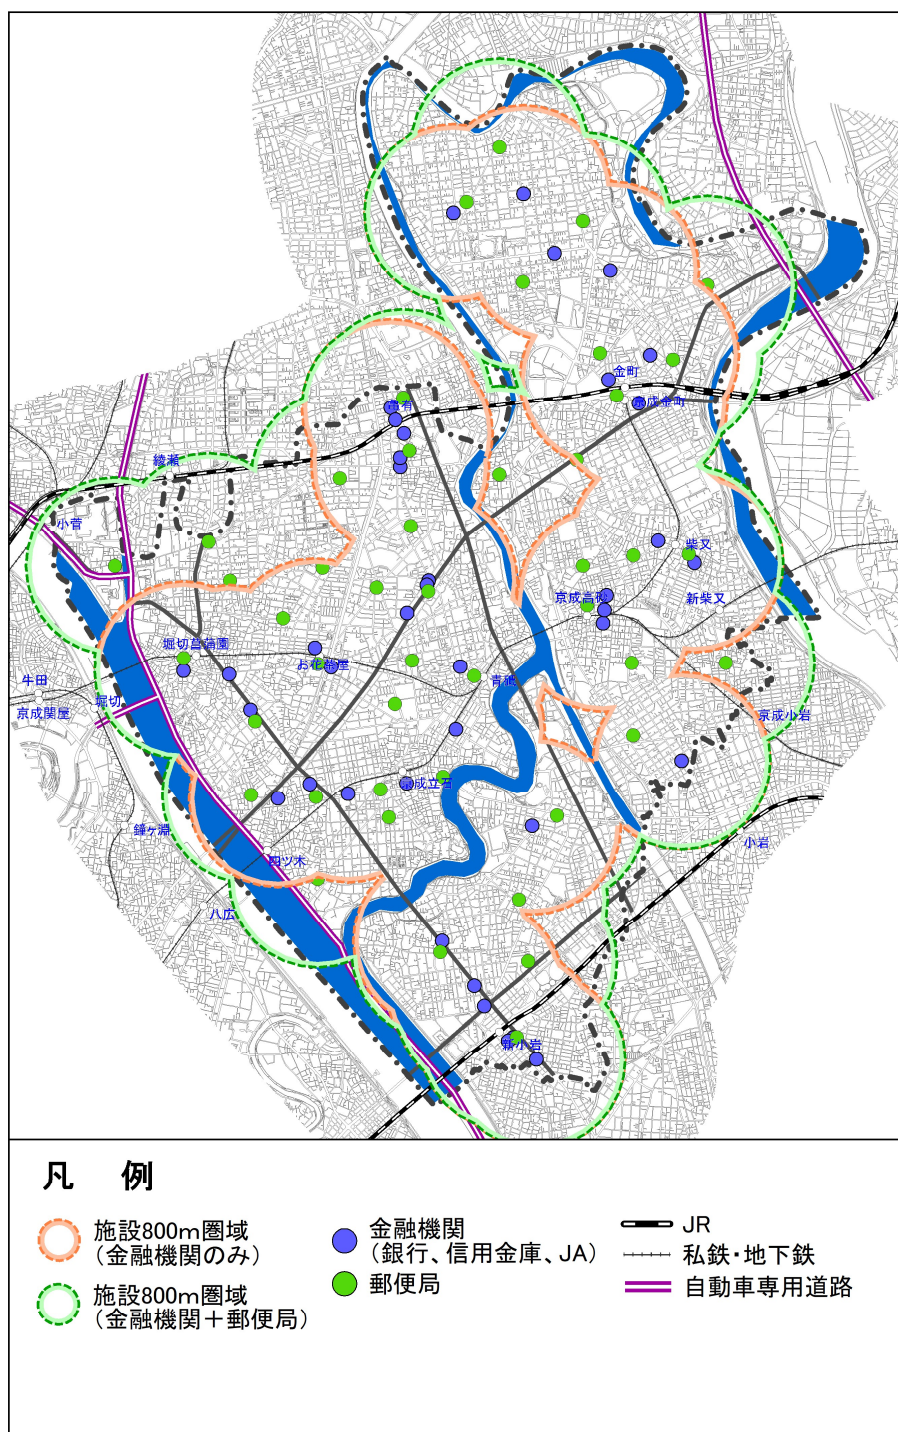 金町
京成金町
亀有
綾瀬
小菅
柴又
新柴又
京成高砂
堀切菖蒲園
お花茶屋
青砥
牛田
堀切
京成関屋
京成小岩
京成立石
鐘ヶ淵
四ツ木
小岩
八広
新小岩
凡 例
施設800m圏域
（金融機関のみ）
施設800m圏域
（金融機関＋郵便局）
金融機関
（銀行、信用金庫、JA）
郵便局
JR
私鉄・地下鉄
自動車専用道路